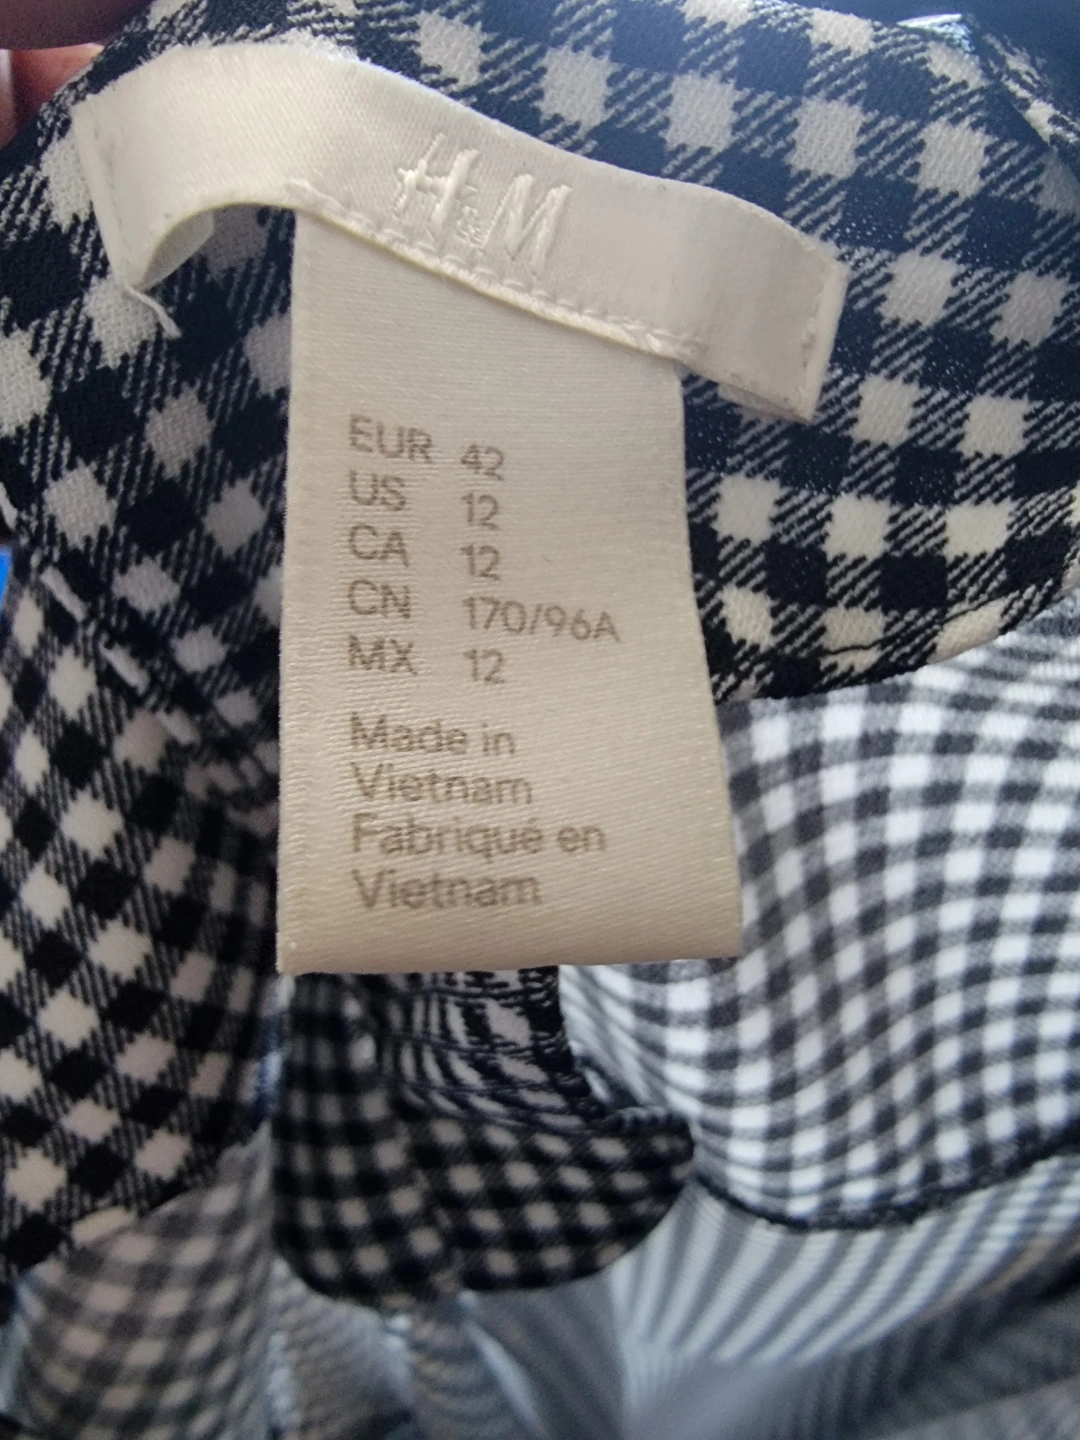 H&M
EUR 42
US 12
CA 12
CN 170/96A
MX 12
Made in
Vietnam
Fabriqué en
Vietnam